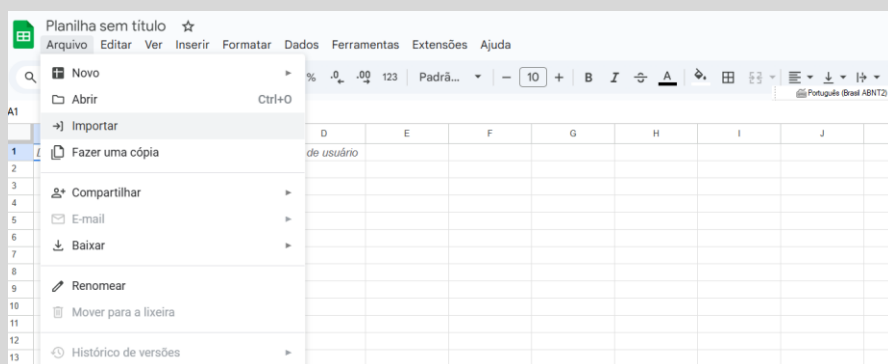 Planilha sem título
Arquivo Editar Ver Inserir Formatar Dados Ferramentas Extensões Ajuda
Novo
% .0 .00 123 Padrã... 10 B I A
Abrir Ctrl+O
Português (Brasil ABNT2)
A1
Importar
D E F G H I J
1 de usuário
Fazer uma cópia
2
3
Compartilhar
4
5 E-mail
6
Baixar
7
8
9 Renomear
10 Mover para a lixeira
11
12
13 Histórico de versões